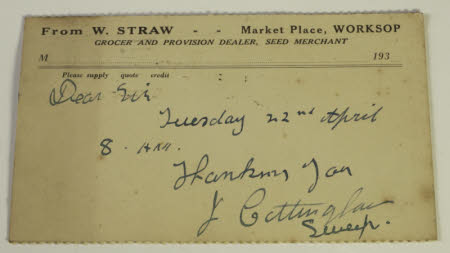 From W. STRAW - - Market Place, WORKSOP
GROCER AND PROVISION DEALER, SEED MERCHANT
M 193
Please supply quote credit
Dear Sir
Tuesday 22nd April
8. AM.
Thanking You
J Cottingham
Sweep.